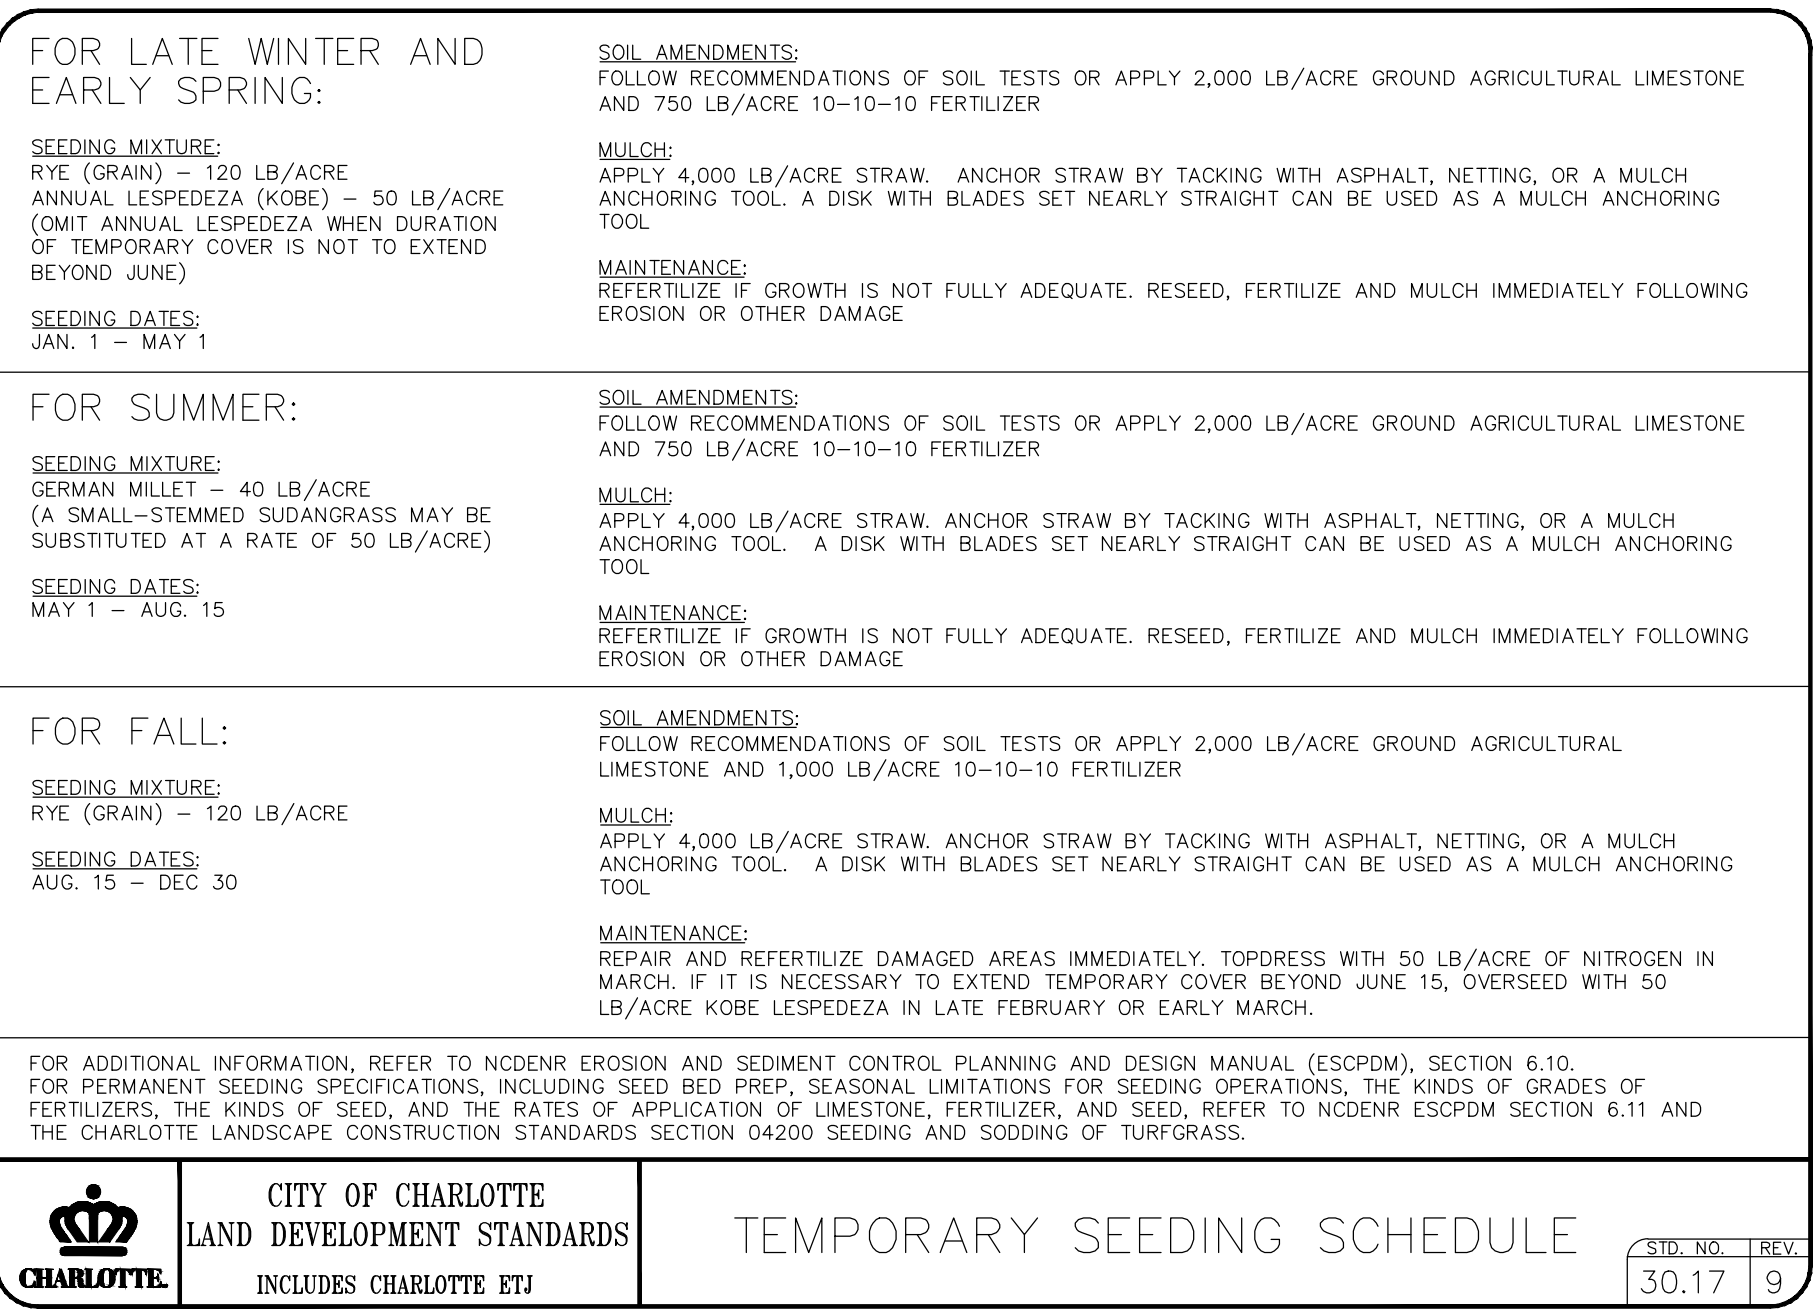 FOR LATE WINTER AND
EARLY SPRING:
SEEDING MIXTURE:
RYE (GRAIN) – 120 LB/ACRE
ANNUAL LESPEDEZA (KOBE) – 50 LB/ACRE
(OMIT ANNUAL LESPEDEZA WHEN DURATION
OF TEMPORARY COVER IS NOT TO EXTEND
BEYOND JUNE)
SEEDING DATES:
JAN. 1 – MAY 1
SOIL AMENDMENTS:
FOLLOW RECOMMENDATIONS OF SOIL TESTS OR APPLY 2,000 LB/ACRE GROUND AGRICULTURAL LIMESTONE
AND 750 LB/ACRE 10–10–10 FERTILIZER
MULCH:
APPLY 4,000 LB/ACRE STRAW. ANCHOR STRAW BY TACKING WITH ASPHALT, NETTING, OR A MULCH
ANCHORING TOOL. A DISK WITH BLADES SET NEARLY STRAIGHT CAN BE USED AS A MULCH ANCHORING
TOOL
MAINTENANCE:
REFERTILIZE IF GROWTH IS NOT FULLY ADEQUATE. RESEED, FERTILIZE AND MULCH IMMEDIATELY FOLLOWING
EROSION OR OTHER DAMAGE
FOR SUMMER:
SEEDING MIXTURE:
GERMAN MILLET – 40 LB/ACRE
(A SMALL–STEMMED SUDANGRASS MAY BE
SUBSTITUTED AT A RATE OF 50 LB/ACRE)
SEEDING DATES:
MAY 1 – AUG. 15
SOIL AMENDMENTS:
FOLLOW RECOMMENDATIONS OF SOIL TESTS OR APPLY 2,000 LB/ACRE GROUND AGRICULTURAL LIMESTONE
AND 750 LB/ACRE 10–10–10 FERTILIZER
MULCH:
APPLY 4,000 LB/ACRE STRAW. ANCHOR STRAW BY TACKING WITH ASPHALT, NETTING, OR A MULCH
ANCHORING TOOL. A DISK WITH BLADES SET NEARLY STRAIGHT CAN BE USED AS A MULCH ANCHORING
TOOL
MAINTENANCE:
REFERTILIZE IF GROWTH IS NOT FULLY ADEQUATE. RESEED, FERTILIZE AND MULCH IMMEDIATELY FOLLOWING
EROSION OR OTHER DAMAGE
FOR FALL:
SEEDING MIXTURE:
RYE (GRAIN) – 120 LB/ACRE
SEEDING DATES:
AUG. 15 – DEC 30
SOIL AMENDMENTS:
FOLLOW RECOMMENDATIONS OF SOIL TESTS OR APPLY 2,000 LB/ACRE GROUND AGRICULTURAL
LIMESTONE AND 1,000 LB/ACRE 10–10–10 FERTILIZER
MULCH:
APPLY 4,000 LB/ACRE STRAW. ANCHOR STRAW BY TACKING WITH ASPHALT, NETTING, OR A MULCH
ANCHORING TOOL. A DISK WITH BLADES SET NEARLY STRAIGHT CAN BE USED AS A MULCH ANCHORING
TOOL
MAINTENANCE:
REPAIR AND REFERTILIZE DAMAGED AREAS IMMEDIATELY. TOPDRESS WITH 50 LB/ACRE OF NITROGEN IN
MARCH. IF IT IS NECESSARY TO EXTEND TEMPORARY COVER BEYOND JUNE 15, OVERSEED WITH 50
LB/ACRE KOBE LESPEDEZA IN LATE FEBRUARY OR EARLY MARCH.
FOR ADDITIONAL INFORMATION, REFER TO NCDENR EROSION AND SEDIMENT CONTROL PLANNING AND DESIGN MANUAL (ESCPDM), SECTION 6.10.
FOR PERMANENT SEEDING SPECIFICATIONS, INCLUDING SEED BED PREP, SEASONAL LIMITATIONS FOR SEEDING OPERATIONS, THE KINDS OF GRADES OF
FERTILIZERS, THE KINDS OF SEED, AND THE RATES OF APPLICATION OF LIMESTONE, FERTILIZER, AND SEED, REFER TO NCDENR ESCPDM SECTION 6.11 AND
THE CHARLOTTE LANDSCAPE CONSTRUCTION STANDARDS SECTION 04200 SEEDING AND SODDING OF TURFGRASS.
CHARLOTTE.
CITY OF CHARLOTTE
LAND DEVELOPMENT STANDARDS
INCLUDES CHARLOTTE ETJ
TEMPORARY SEEDING SCHEDULE
STD. NO. REV.
30.17 9